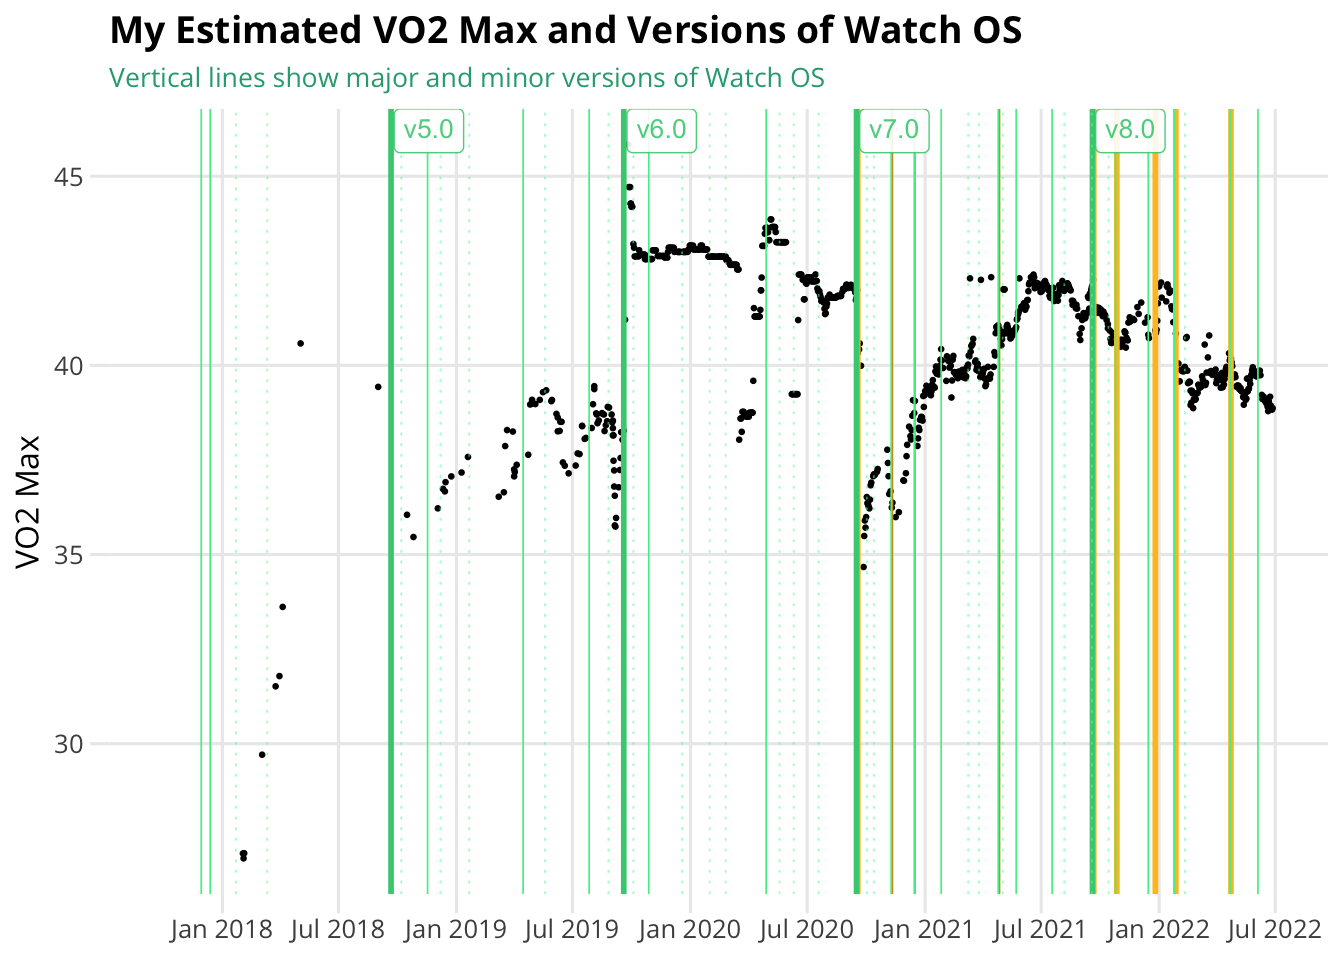 My Estimated VO2 Max and Versions of Watch OS
Vertical lines show major and minor versions of Watch OS
v5.0 v6.0 v7.0 v8.0
45
40
35
30
VO2 Max
Jan 2018 Jul 2018 Jan 2019 Jul 2019 Jan 2020 Jul 2020 Jan 2021 Jul 2021 Jan 2022 Jul 2022